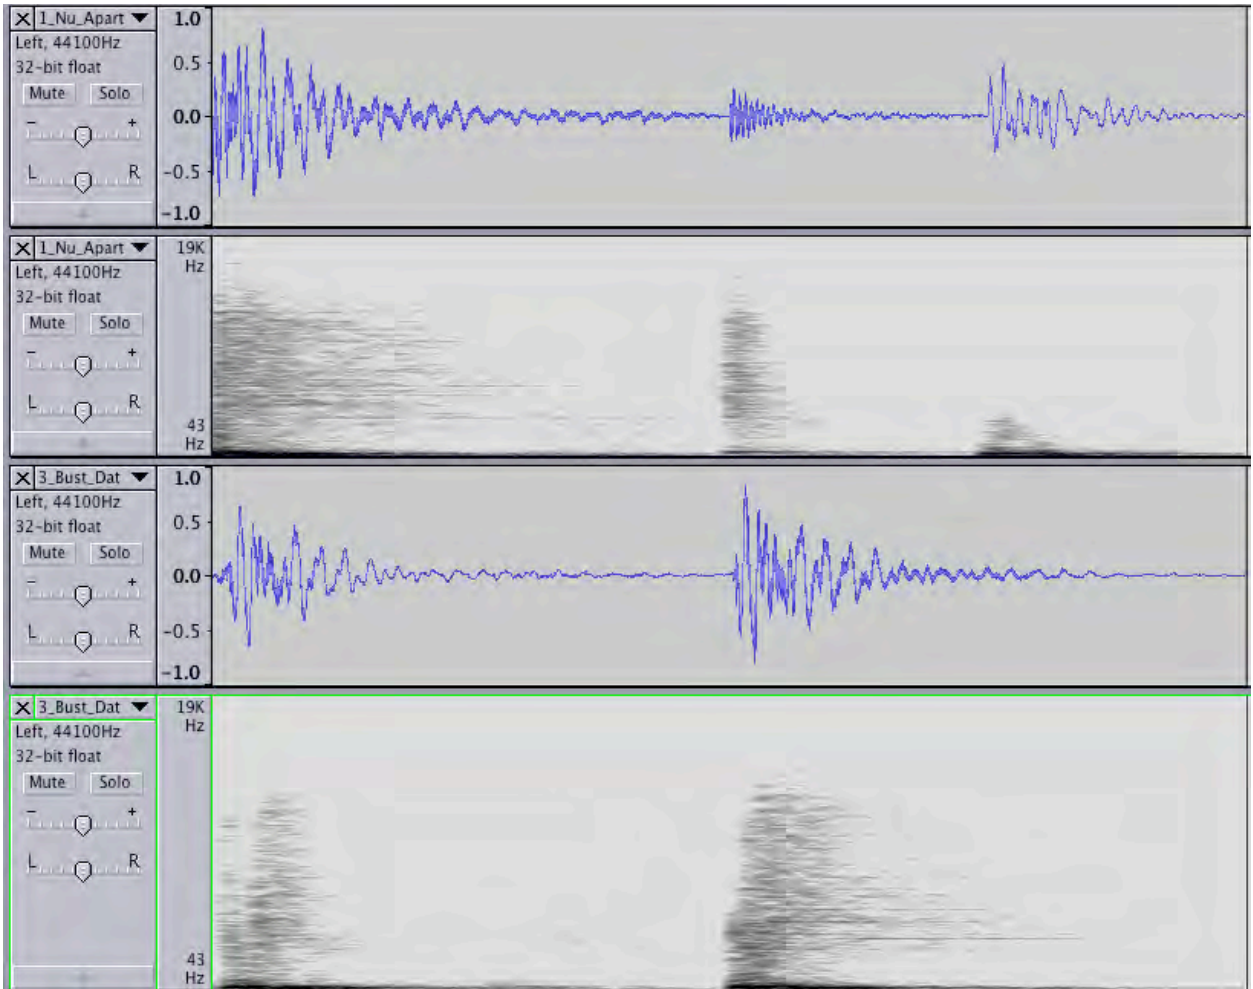 1_Nu_Apart
Left, 44100Hz
32-bit float
Mute Solo
- +
L R
1.0
0.5
0.0
-0.5
-1.0
1_Nu_Apart
Left, 44100Hz
32-bit float
Mute Solo
- +
L R
19K
Hz
43
Hz
3_Bust_Dat
Left, 44100Hz
32-bit float
Mute Solo
- +
L R
1.0
0.5
0.0
-0.5
-1.0
3_Bust_Dat
Left, 44100Hz
32-bit float
Mute Solo
- +
L R
19K
Hz
43
Hz